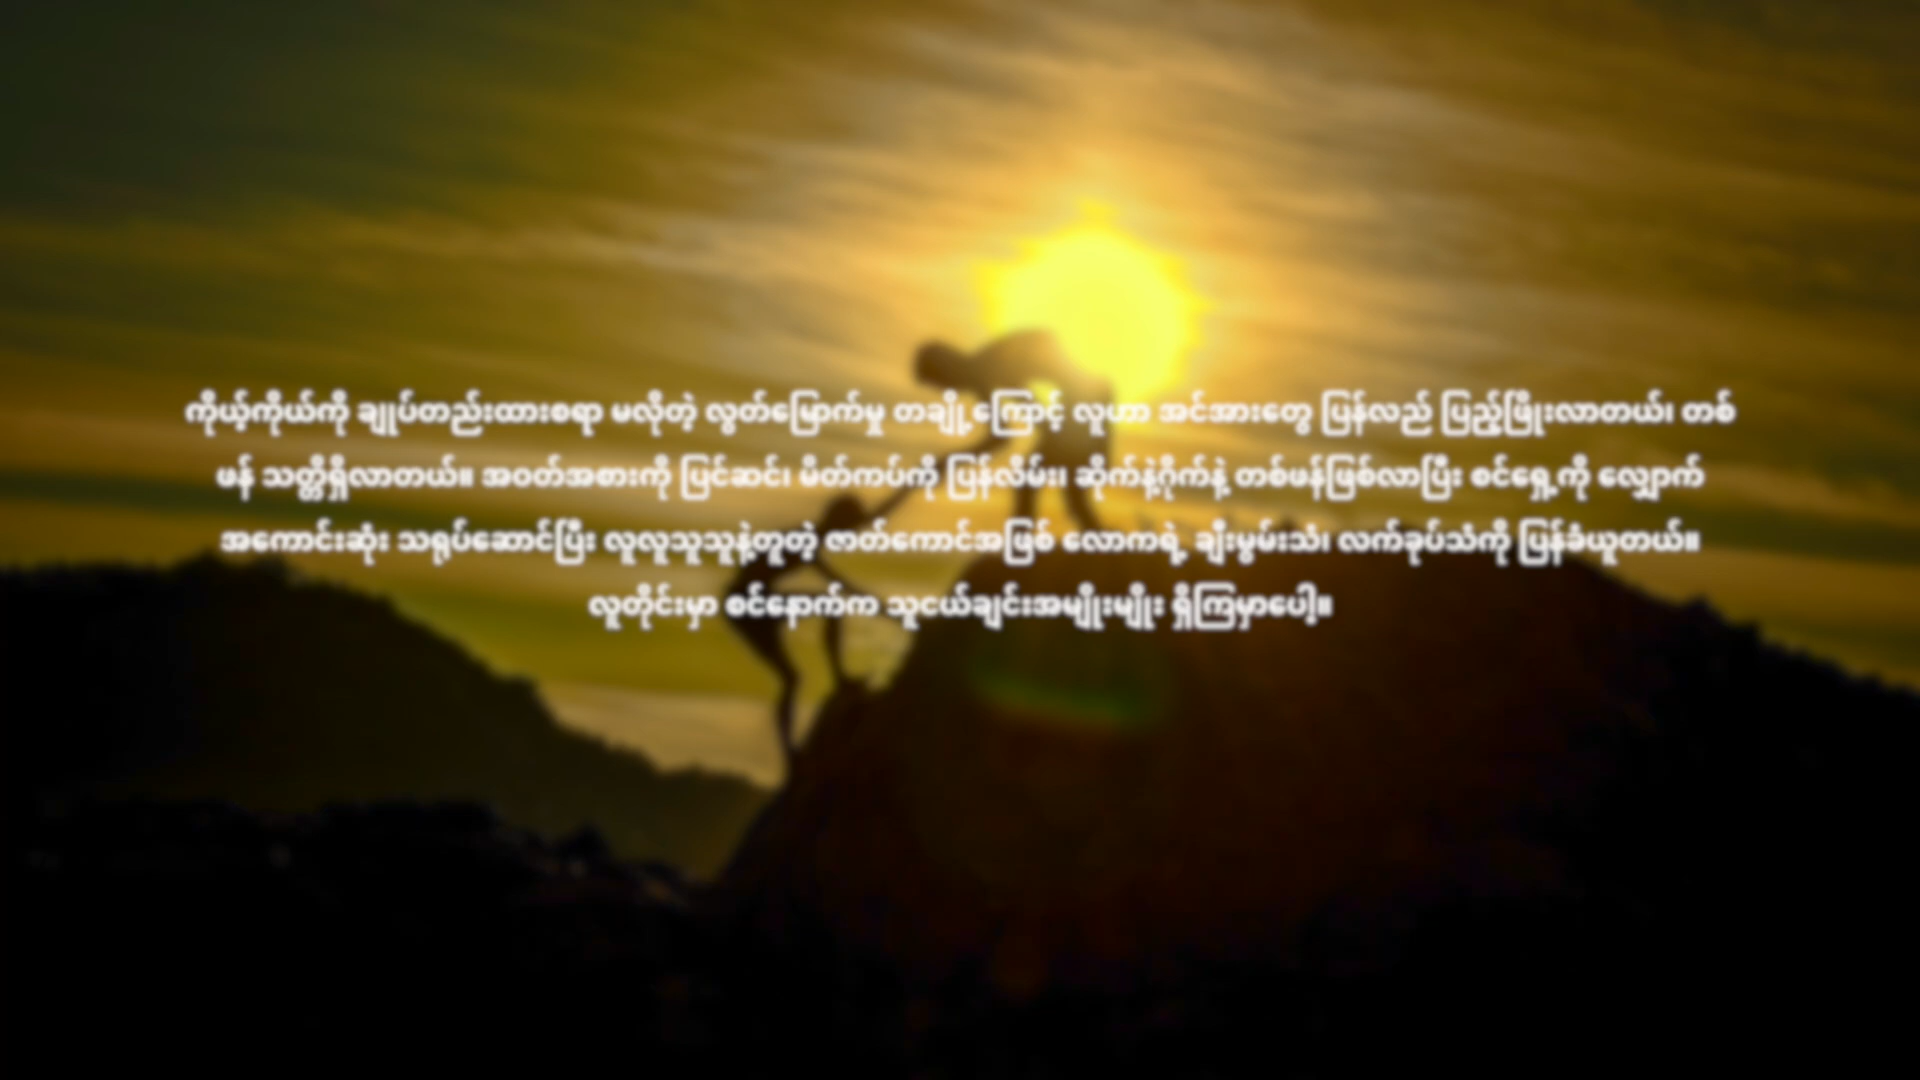 ကိုယ့်ကိုယ်ကို ချုပ်တည်းထားစရာ မလိုတဲ့ လွတ်မြောက်မှု တချို့ကြောင့် လူဟာ အင်အားတွေ ပြန်လည် ပြည့်ဖြိုးလာတယ်၊ တစ်
ဖန် သတ္တိရှိလာတယ်။ အဝတ်အစားကို ပြင်ဆင်၊ မိတ်ကပ်ကို ပြန်လိမ်း၊၊ ဆိုက်နဲ့ဂိုက်နဲ့ တစ်ဖန်ဖြစ်လာပြီး စင်ရှေ့ကို လျှောက်
အကောင်းဆုံး သရုပ်ဆောင်ပြီး လူလူသူသူနဲ့တူတဲ့ ဇာတ်ကောင်အဖြစ် လောကရဲ့ ချီးမွမ်းသံ၊ လက်ခုပ်သံကို ပြန်ခံယူတယ်။
လူတိုင်းမှာ စင်နောက်က သူငယ်ချင်းအမျိုးမျိုး ရှိကြမှာပေါ့။